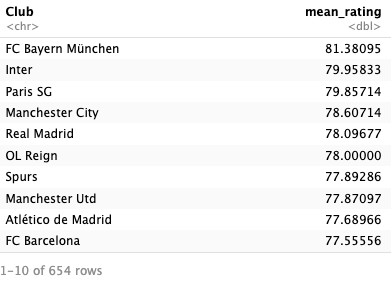 Club mean_rating
<chr> <dbl>
FC Bayern München 81.38095
Inter 79.95833
Paris SG 79.85714
Manchester City 78.60714
Real Madrid 78.09677
OL Reign 78.00000
Spurs 77.89286
Manchester Utd 77.87097
Atlético de Madrid 77.68966
FC Barcelona 77.55556
1-10 of 654 rows